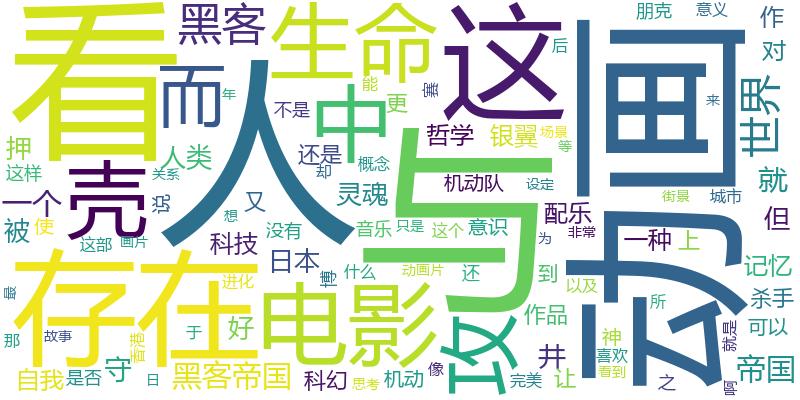 看
人
与
动画
这
存在
电影
生命
黑客
而
中
壳
攻
世界
朋克
意义
作
对
后
能
塞
更
年
不是
来
押
这样
人类
关系
还是
却
概念
哲学
银翼
场景
等
机动队
设定
灵魂
就
一个
说
又
想
被
使
科技
没有
音乐
只是
这个
意识
配乐
为
非常
街景
城市
但
一种
上
这部
画片
日本
博
什么
动画片
还
到
以及
记忆
最
进化
所
杀手
那
故事
香港
于
好
作品
井
神
喜欢
看到
就是
可以
自我
是否
守
日
黑客帝国
科幻
思考
机动
像
完美
让
之
啊
帝国